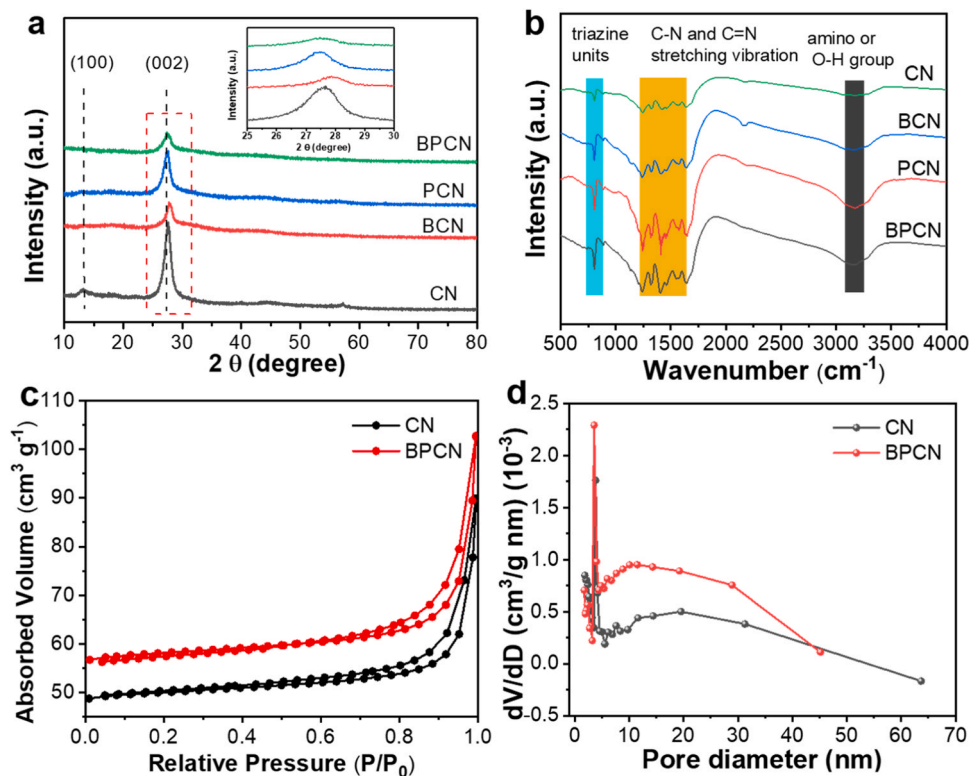 a
(100)
(002)
BPCN
PCN
BCN
CN
Intensity (a.u.)
10 20 30 40 50 60 70 80
2 θ (degree)
Intensity (a.u.)
25 26 27 28 29 30
2 θ (degree)
b
triazine
units
C-N and C=N
stretching vibration
amino or
O-H group
CN
BCN
PCN
BPCN
Intensity (a.u.)
500 1000 1500 2000 2500 3000 3500 4000
Wavenumber (cm⁻¹)
c
CN
BPCN
Absorbed Volume (cm³ g⁻¹)
110
100
90
80
70
60
50
0.0 0.2 0.4 0.6 0.8 1.0
Relative Pressure (P/P₀)
d
CN
BPCN
dV/dD (cm³/g nm) (10⁻³)
2.5
2.0
1.5
1.0
0.5
0.0
-0.5
0 10 20 30 40 50 60 70
Pore diameter (nm)